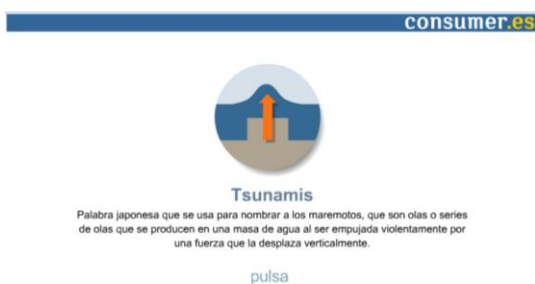 consumer.es
Tsunamis
Palabra japonesa que se usa para nombrar a los maremotos, que son olas o series
de olas que se producen en una masa de agua al ser empujada violentamente por
una fuerza que la desplaza verticalmente.
pulsa